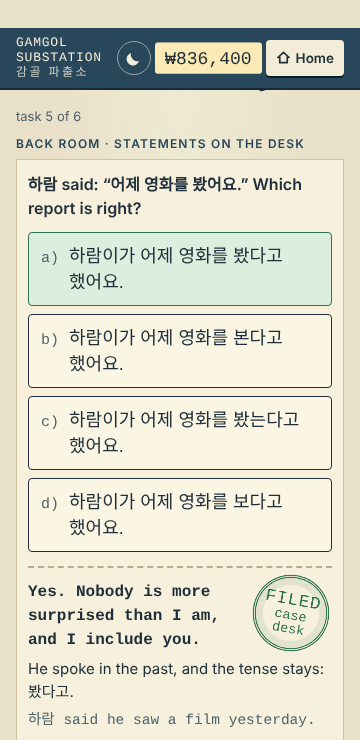 GAMGOL
SUBSTATION
감골 파출소
₩836,400
Home
task 5 of 6
BACK ROOM · STATEMENTS ON THE DESK
하람 said: “어제 영화를 봤어요.” Which
report is right?
a) 하람이가 어제 영화를 봤다고
했어요.
b) 하람이가 어제 영화를 본다고
했어요.
c) 하람이가 어제 영화를 봤는다고
했어요.
d) 하람이가 어제 영화를 보다고
했어요.
Yes. Nobody is more
surprised than I am,
and I include you.
FILED
case
desk
He spoke in the past, and the tense stays:
봤다고.
하람 said he saw a film yesterday.